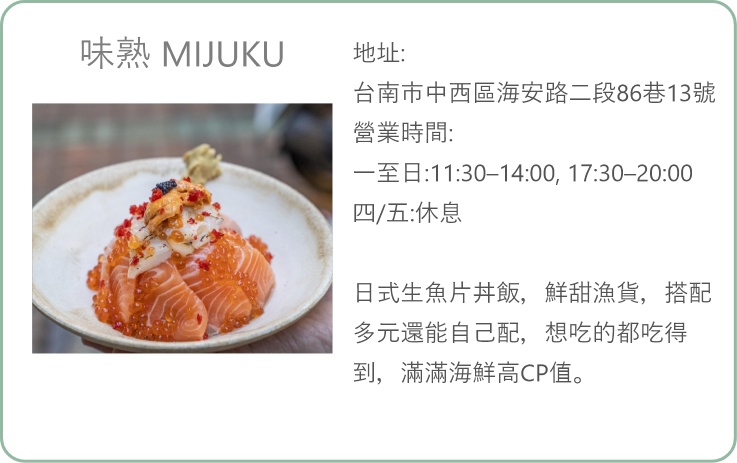 味熟 MIJUKU
地址:
台南市中西區海安路二段86巷13號
營業時間:
一至日:11:30–14:00, 17:30–20:00
四/五:休息
日式生魚片丼飯，鮮甜漁貨，搭配
多元還能自己配，想吃的都吃得
到，滿滿海鮮高CP值。